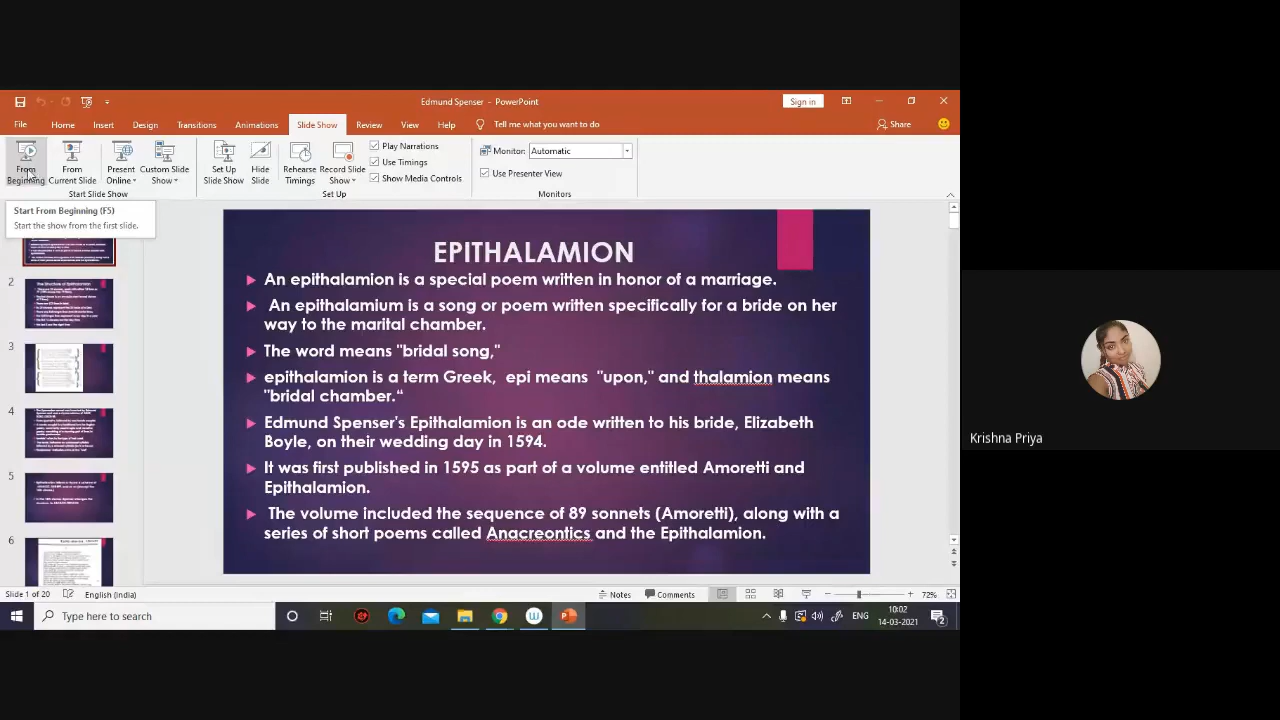 Edmund Spenser - PowerPoint
Sign in
File Home Insert Design Transitions Animations Slide Show Review View Help Tell me what you want to do Share
From Beginning
From Current Slide
Present Online
Custom Slide Show
Set Up Slide Show
Hide Slide
Rehearse Timings
Record Slide Show
Play Narrations
Use Timings
Show Media Controls
Monitor: Automatic
Use Presenter View
Start Slide Show
Set Up
Monitors
Start From Beginning (F5)
Start the show from the first slide.
2
3
4
5
6
EPITHALAMION
An epithalamion is a special poem written in honor of a marriage.
An epithalamiuym is a song or poem written specifically for a bride on her
way to the marital chamber.
The word means "bridal song,"
epithalamion is a term Greek, epi means "upon," and thalamion means
"bridal chamber."
Edmund Spenser's Epithalamion is an ode written to his bride, Elizabeth
Boyle, on their wedding day in 1594.
It was first published in 1595 as part of a volume entitled Amoretti and
Epithalamion.
The volume included the sequence of 89 sonnets (Amoretti), along with a
series of short poems called Anacreontics and the Epithalamion.
Krishna Priya
Slide 1 of 20
English (India)
Notes
Comments
72%
Type here to search
ENG
10:02
14-03-2021
2